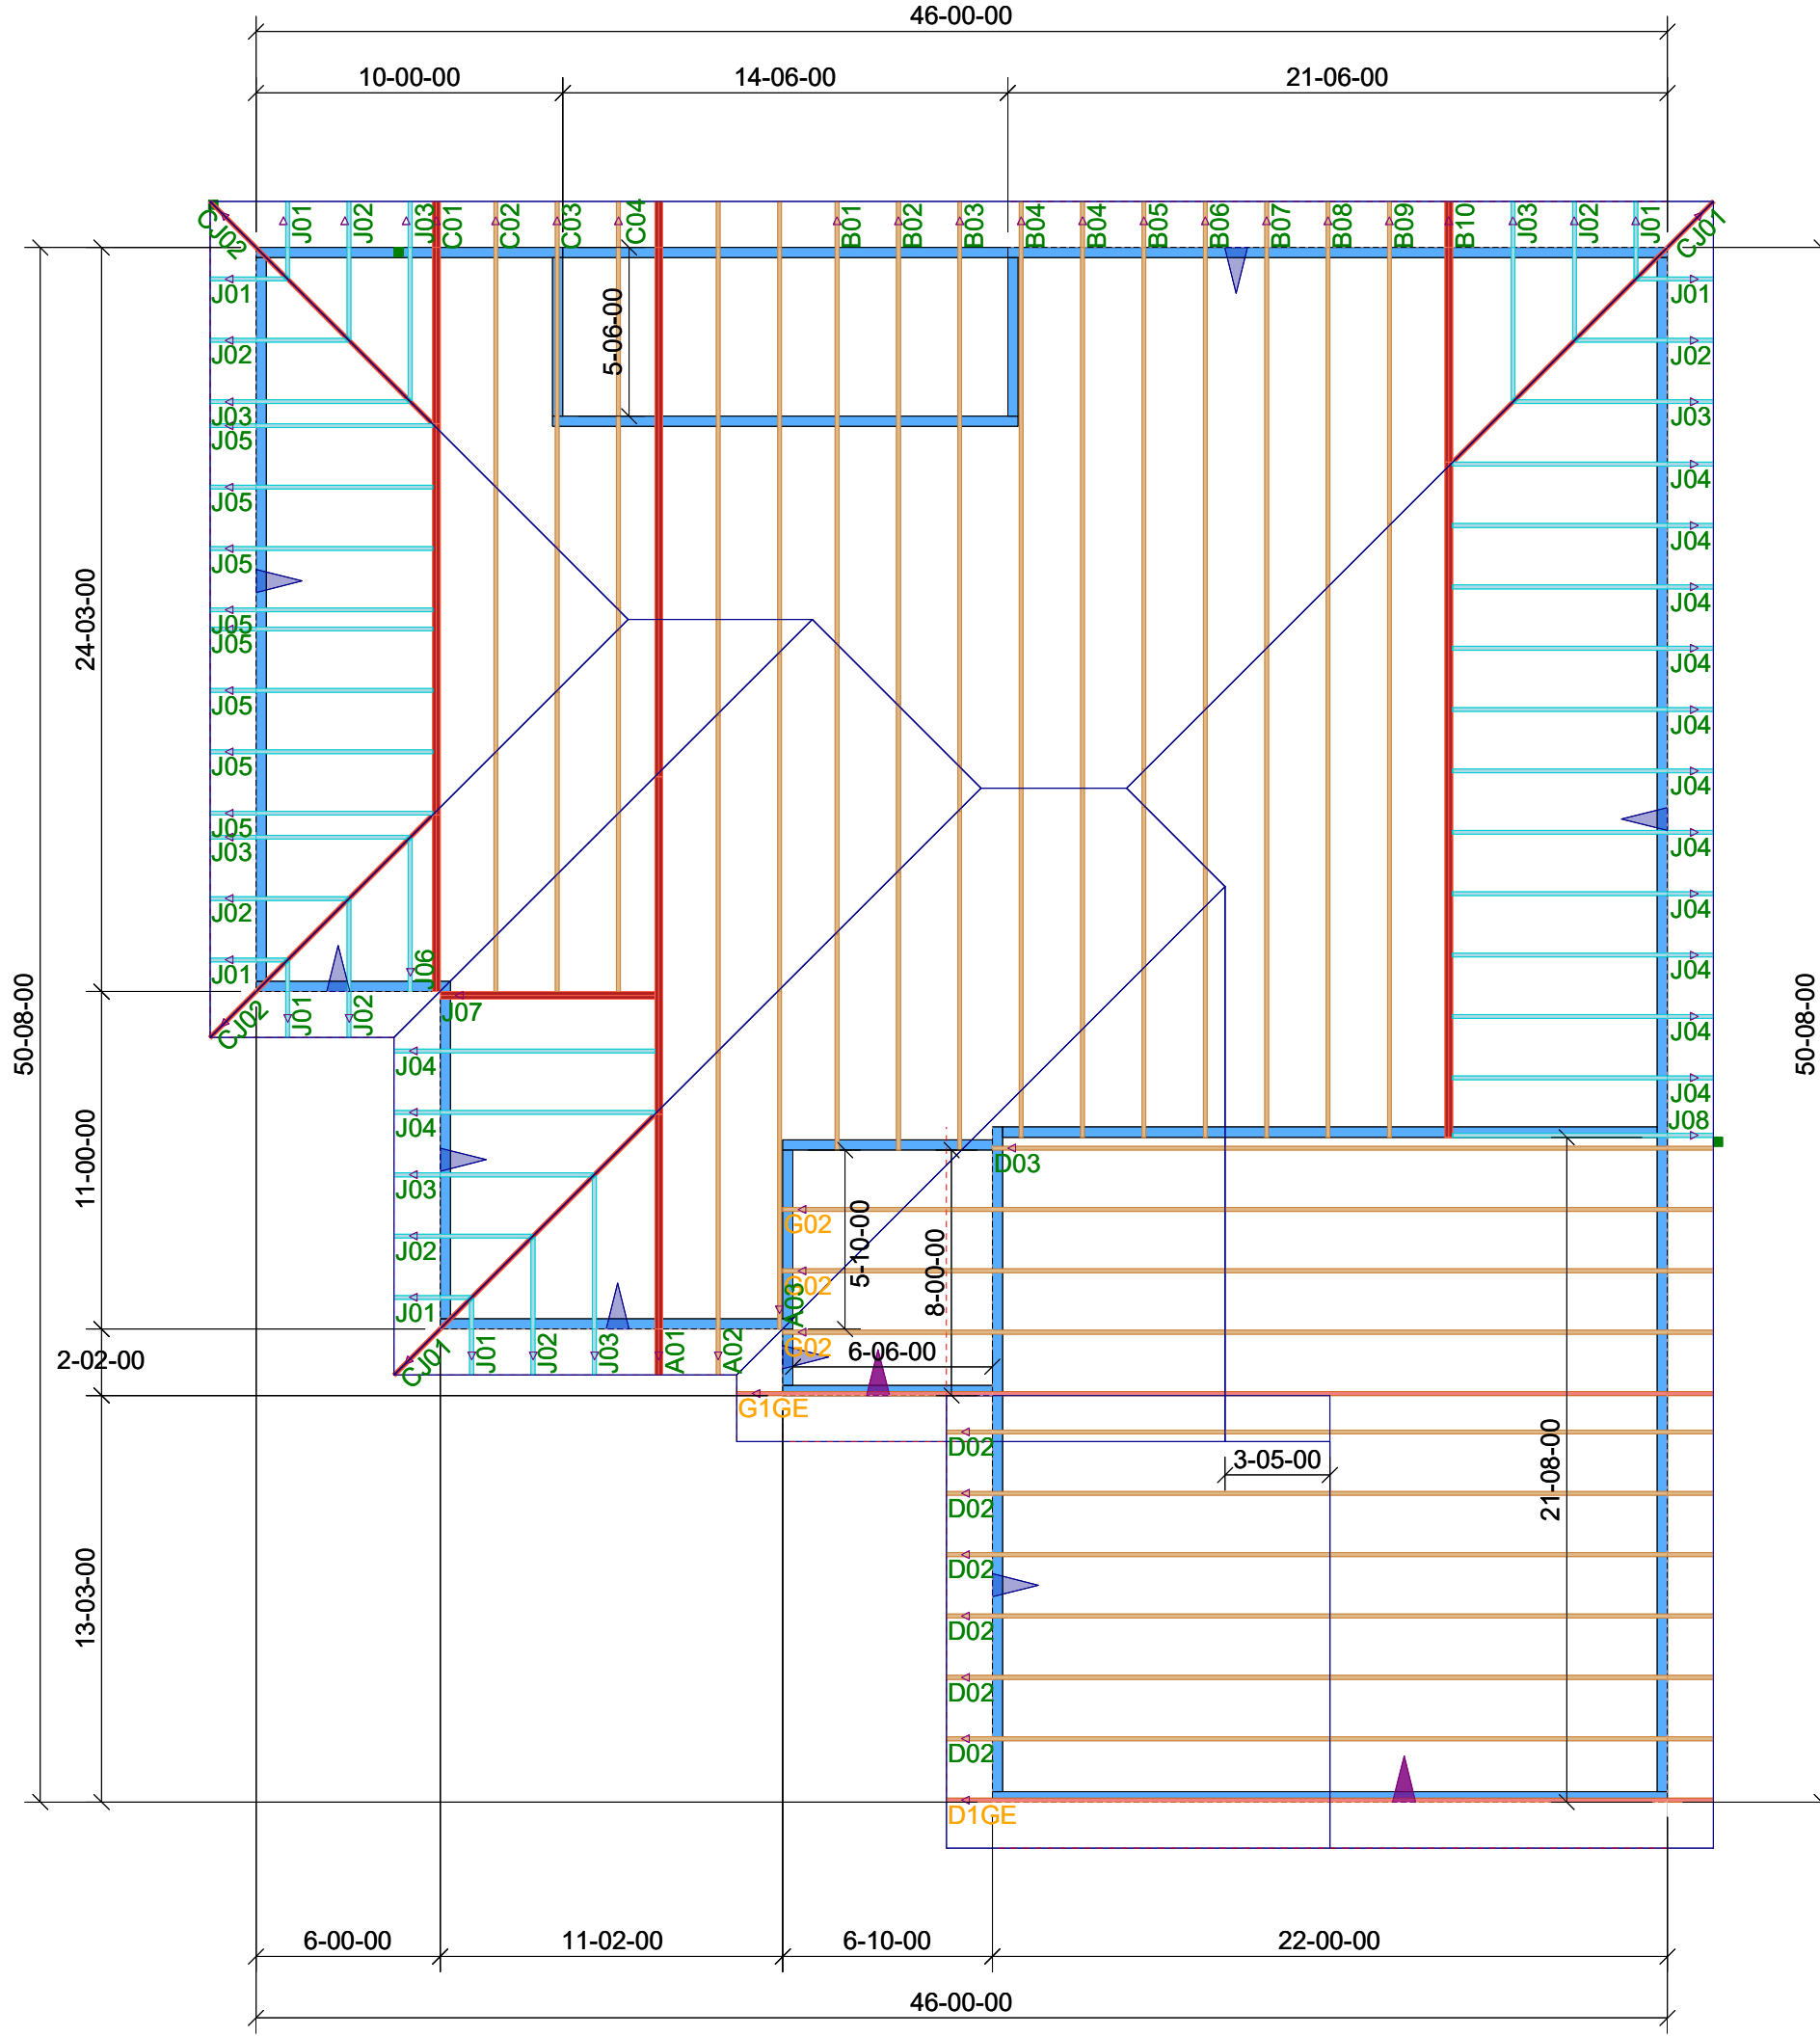 46-00-00
10-00-00
14-06-00
21-06-00
CJ02
J01
J02
J03
C01
C02
C03
C04
B01
B02
B03
B04
B04
B05
B06
B07
B08
B09
B10
J03
J02
J01
CJ01
J01
J01
J02
J02
J03
J03
J05
5-06-00
J04
J05
J04
J05
24-03-00
J04
J05
J05
J04
J05
J04
J05
J04
J05
J04
J03
J04
J02
J04
J01
J06
50-08-00
50-08-00
J01
J02
CJ02
J07
J04
J04
J04
J04
J08
J04
11-00-00
D03
J03
G02
5-10-00
8-00-00
J02
G02
A03
J01
G02
6-06-00
CJ01
J01
J02
J03
A01
A02
2-02-00
G1GE
D02
3-05-00
21-08-00
D02
D02
13-03-00
D02
D02
D02
D1GE
6-00-00
11-02-00
6-10-00
22-00-00
46-00-00